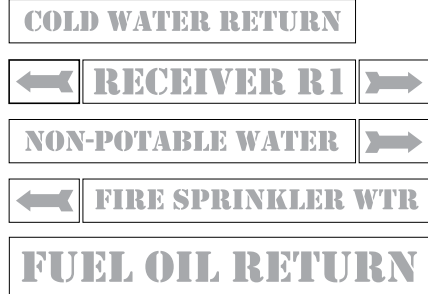 COLD WATER RETURN
RECEIVER R1
NON-POTABLE WATER
FIRE SPRINKLER WTR
FUEL OIL RETURN